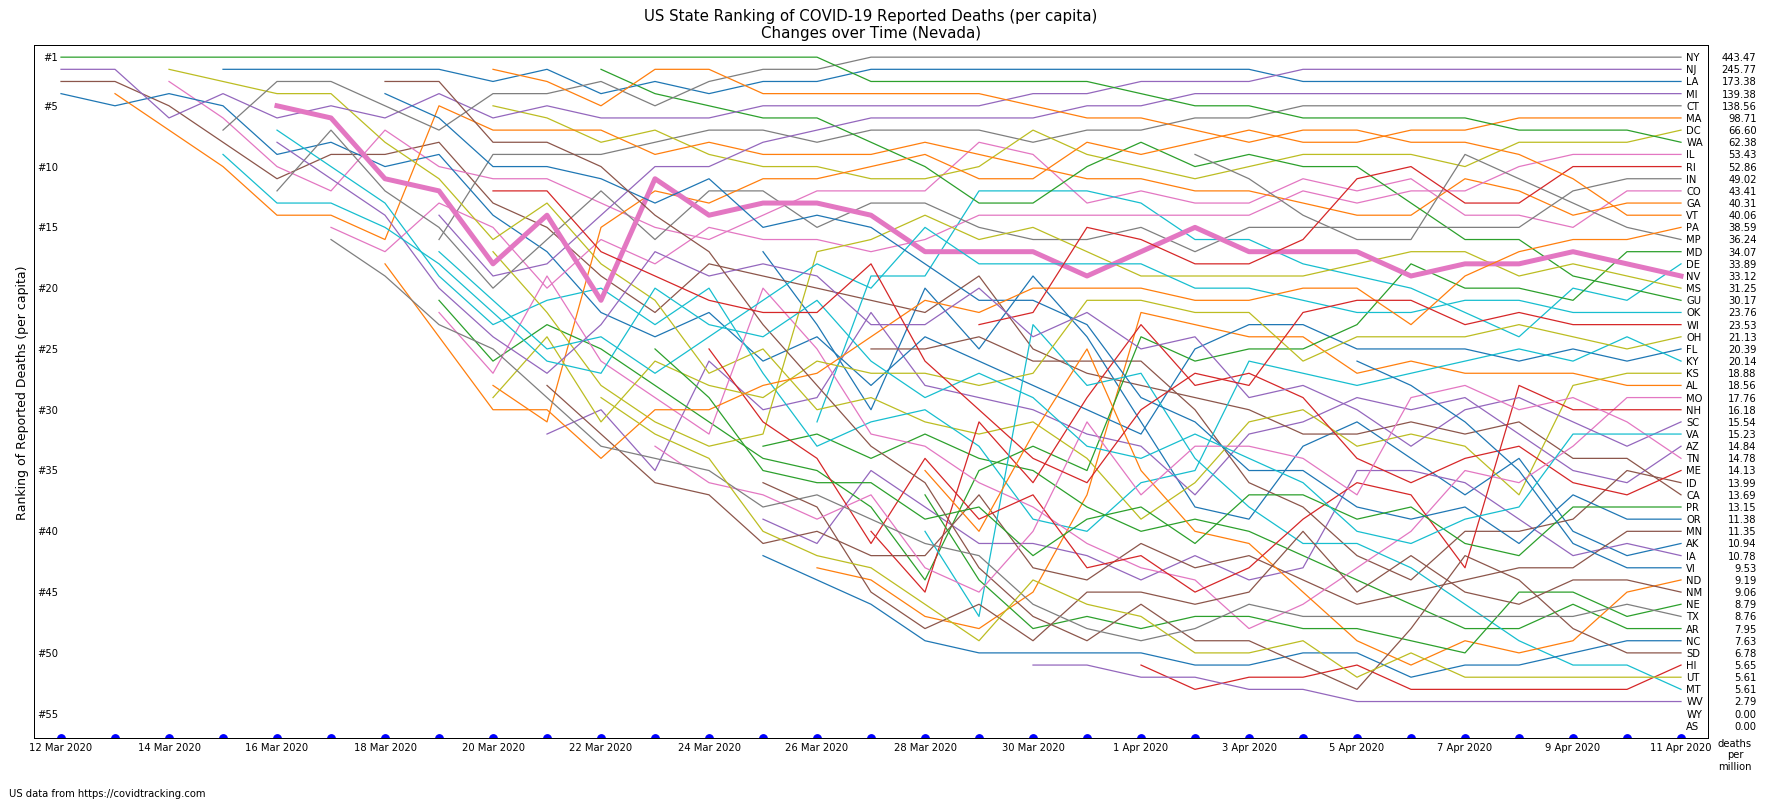 US State Ranking of COVID-19 Reported Deaths (per capita)
Changes over Time (Nevada)
Ranking of Reported Deaths (per capita)
#1
#5
#10
#15
#20
#25
#30
#35
#40
#45
#50
#55
NY 443.47
NJ 245.77
LA 173.38
MI 139.38
CT 138.56
MA 98.71
DC 66.60
WA 62.38
IL 53.43
RI 52.86
IN 49.02
CO 43.41
GA 40.31
VT 40.06
PA 38.59
MP 36.24
MD 34.07
DE 33.89
NV 33.12
MS 31.25
GU 30.17
OK 23.76
WI 23.53
OH 21.13
FL 20.39
KY 20.14
KS 18.88
AL 18.56
MO 17.76
NH 16.18
SC 15.54
VA 15.23
AZ 14.84
TN 14.78
ME 14.13
ID 13.99
CA 13.69
PR 13.15
OR 11.38
MN 11.35
AK 10.94
IA 10.78
VI 9.53
ND 9.19
NM 9.06
NE 8.79
TX 8.76
AR 7.95
NC 7.63
SD 6.78
HI 5.65
UT 5.61
MT 5.61
WV 2.79
WY 0.00
AS 0.00
12 Mar 2020 14 Mar 2020 16 Mar 2020 18 Mar 2020 20 Mar 2020 22 Mar 2020 24 Mar 2020 26 Mar 2020 28 Mar 2020 30 Mar 2020 1 Apr 2020 3 Apr 2020 5 Apr 2020 7 Apr 2020 9 Apr 2020 11 Apr 2020
deaths
per
million
US data from https://covidtracking.com